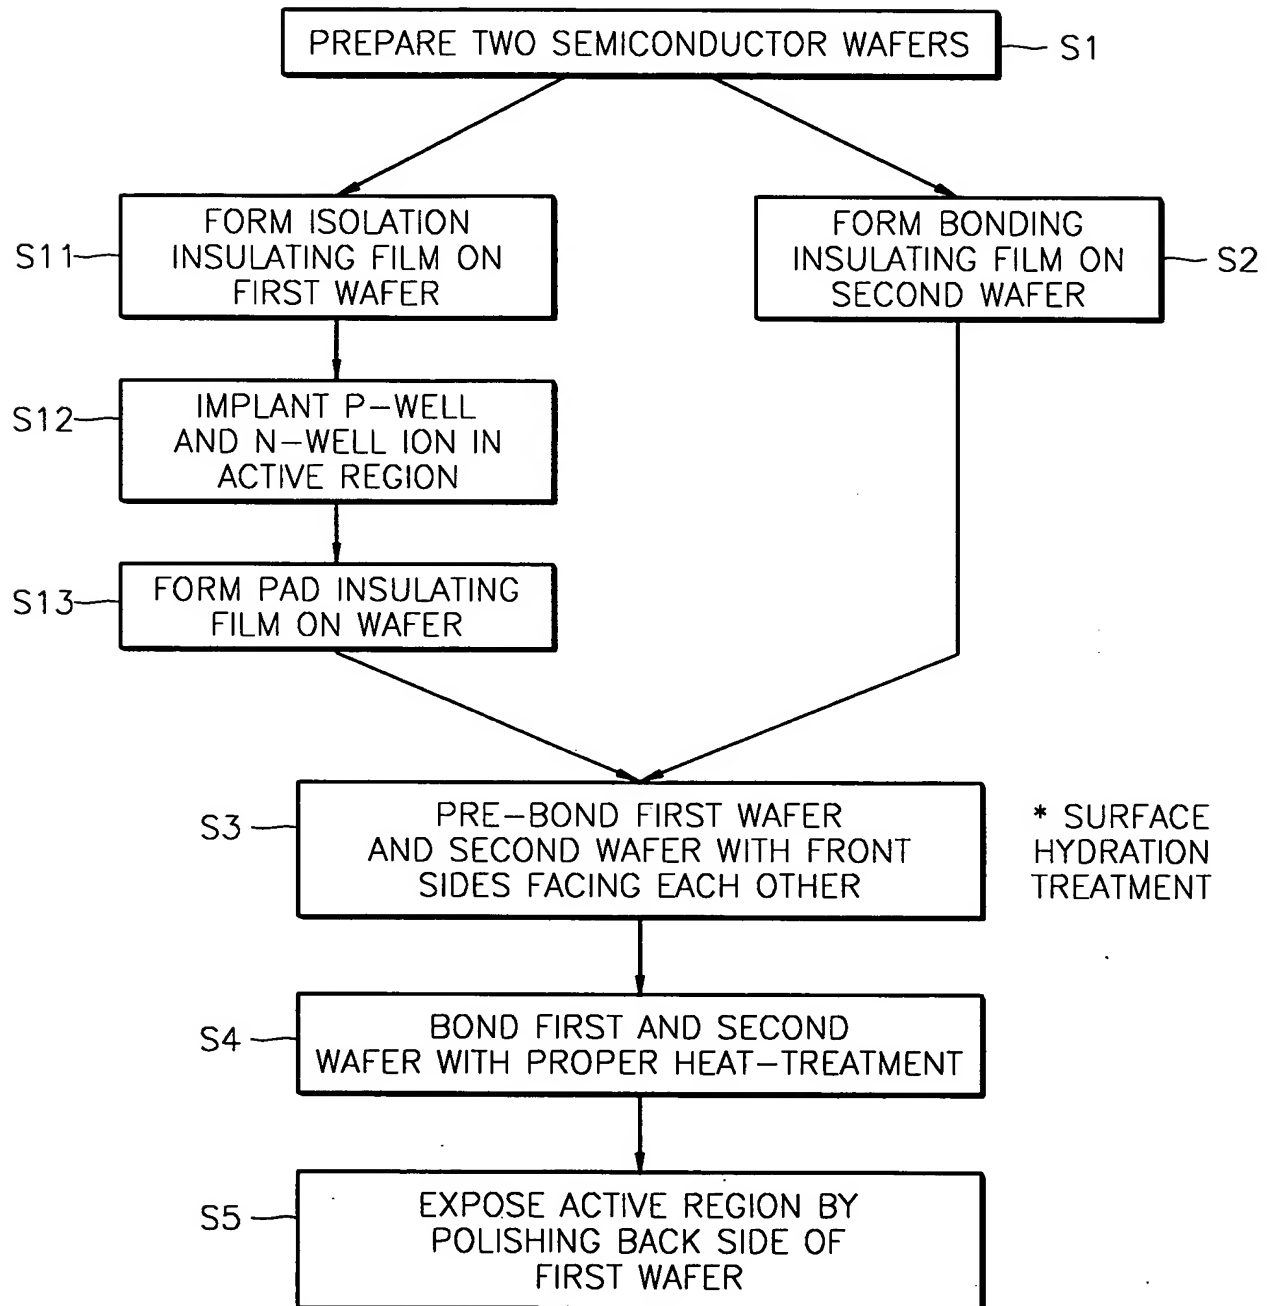 PREPARE TWO SEMICONDUCTOR WAFERS
S1
S11
FORM ISOLATION
INSULATING FILM ON
FIRST WAFER
FORM BONDING
INSULATING FILM ON
SECOND WAFER
S2
S12
IMPLANT P-WELL
AND N-WELL ION IN
ACTIVE REGION
S13
FORM PAD INSULATING
FILM ON WAFER
S3
PRE-BOND FIRST WAFER
AND SECOND WAFER WITH FRONT
SIDES FACING EACH OTHER
* SURFACE
HYDRATION
TREATMENT
S4
BOND FIRST AND SECOND
WAFER WITH PROPER HEAT-TREATMENT
S5
EXPOSE ACTIVE REGION BY
POLISHING BACK SIDE OF
FIRST WAFER